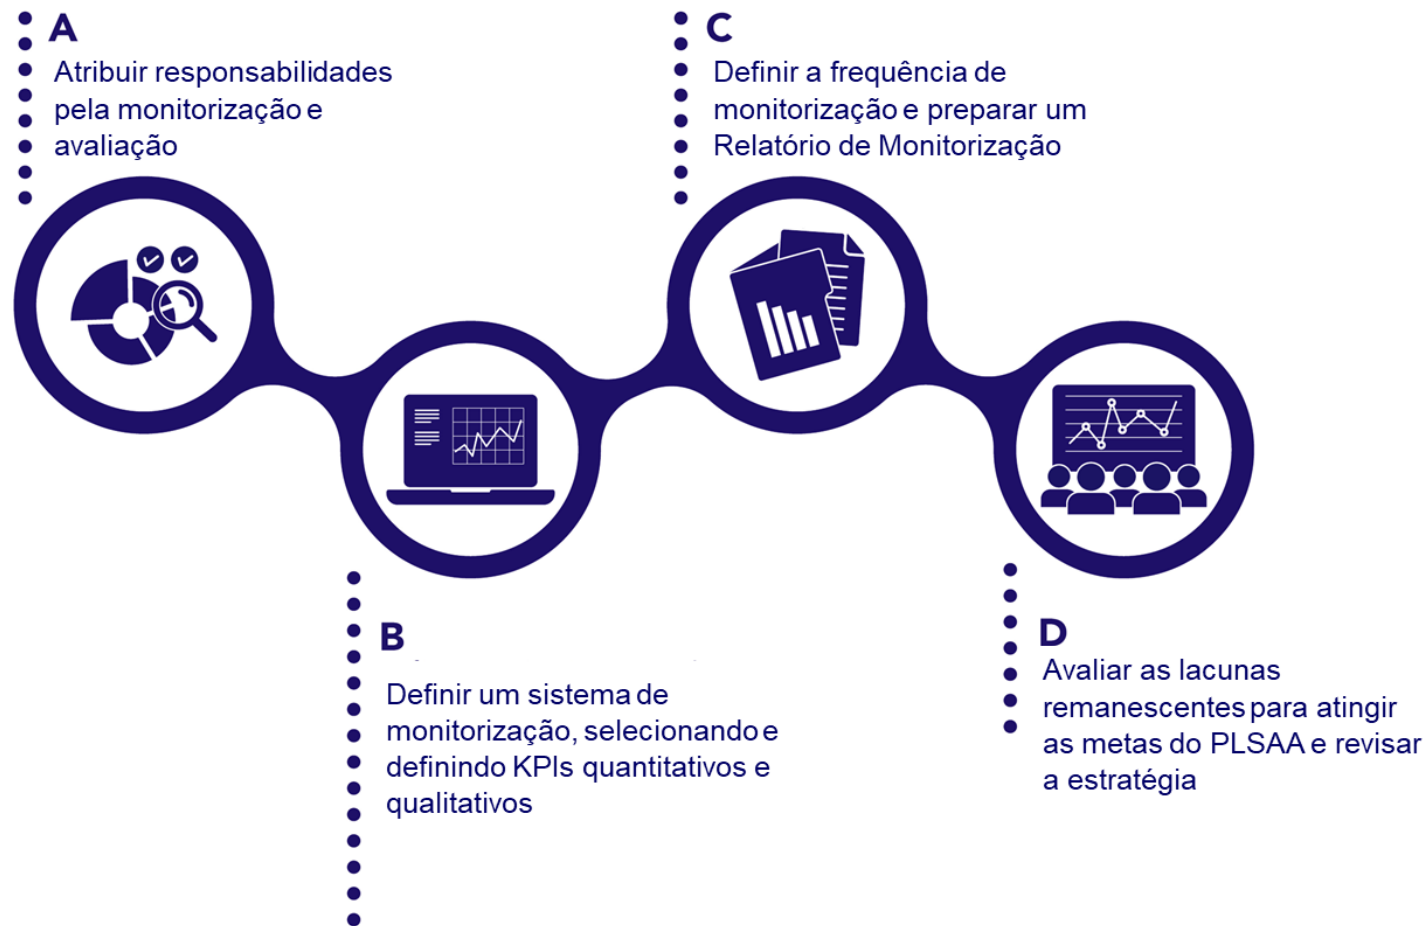 A
Atribuir responsabilidades
pela monitorização e
avaliação
B
Definir um sistema de
monitorização, selecionando e
definindo KPIs quantitativos e
qualitativos
C
Definir a frequência de
monitorização e preparar um
Relatório de Monitorização
D
Avaliar as lacunas
remanescentes para atingir
as metas do PLSAA e revisar
a estratégia